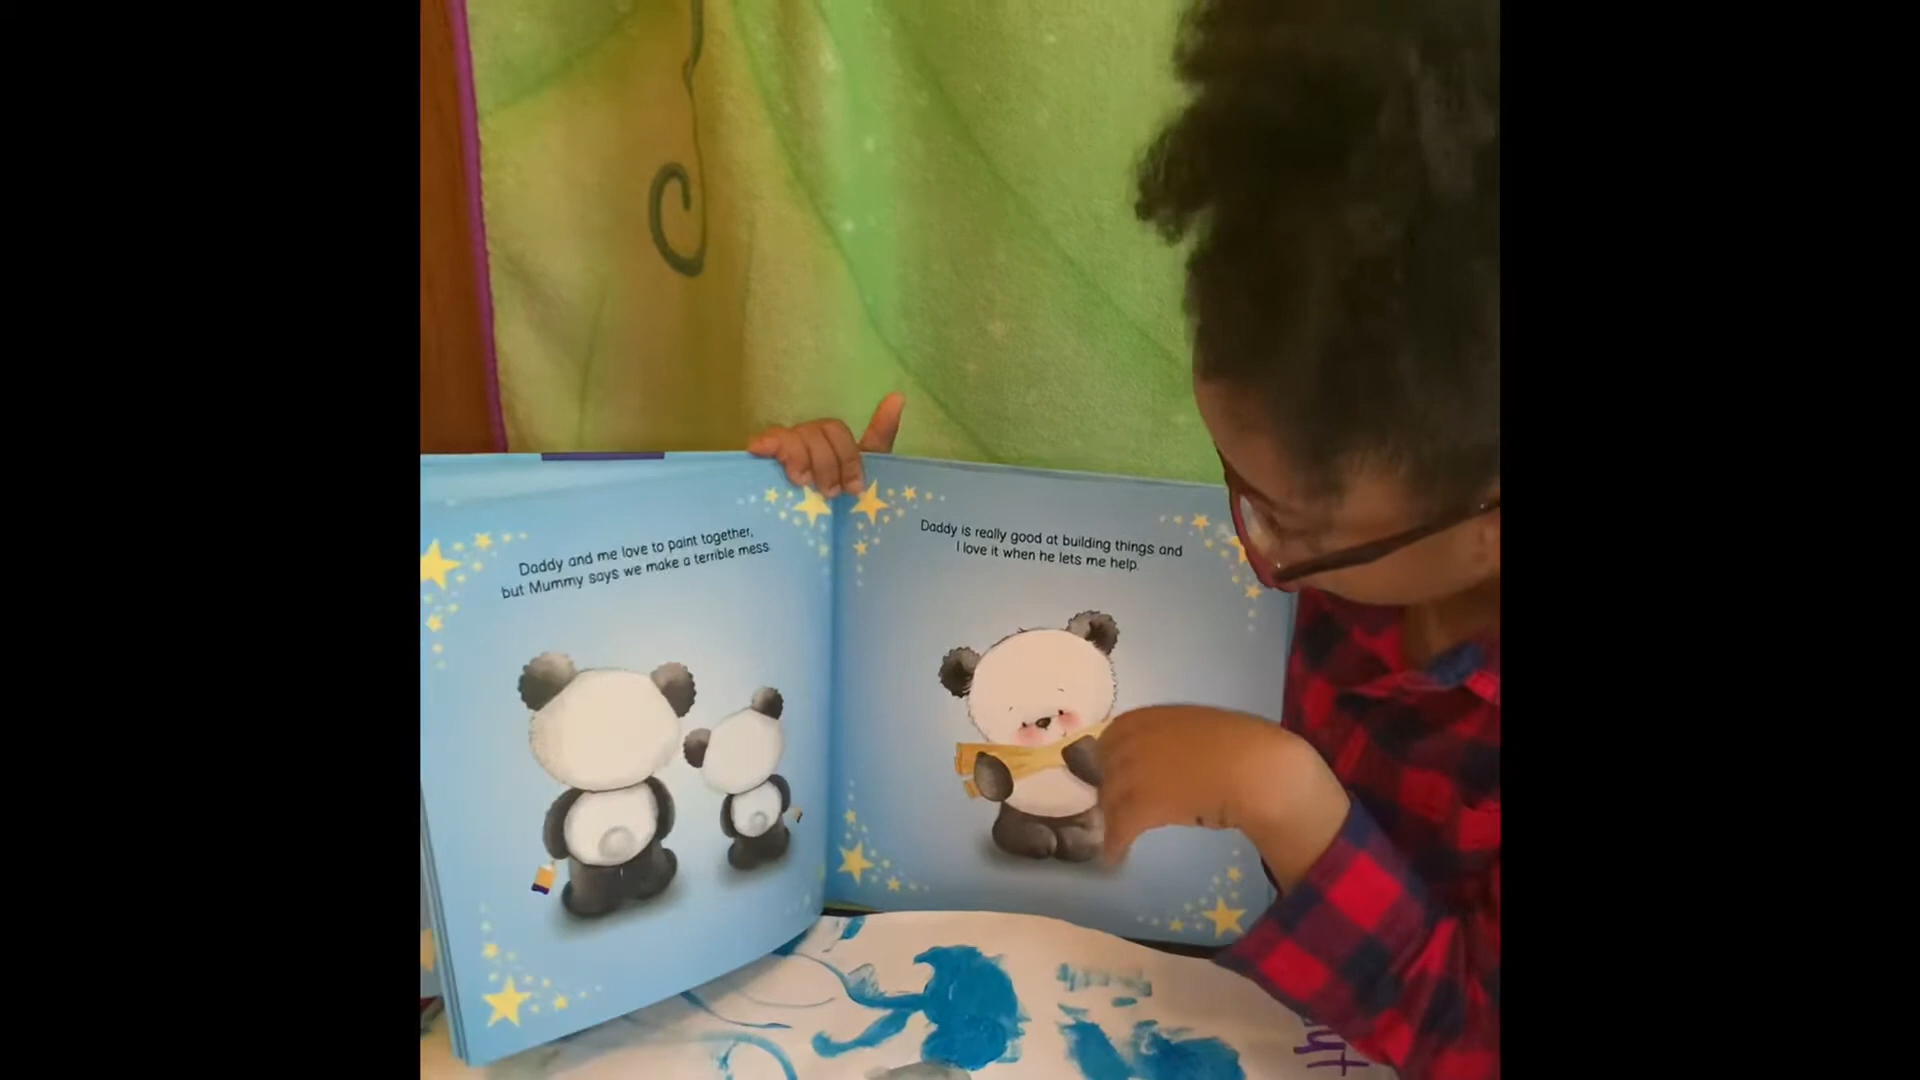 Daddy and me love to paint together,
but Mummy says we make a terrible mess.
Daddy is really good at building things and
I love it when he lets me help.